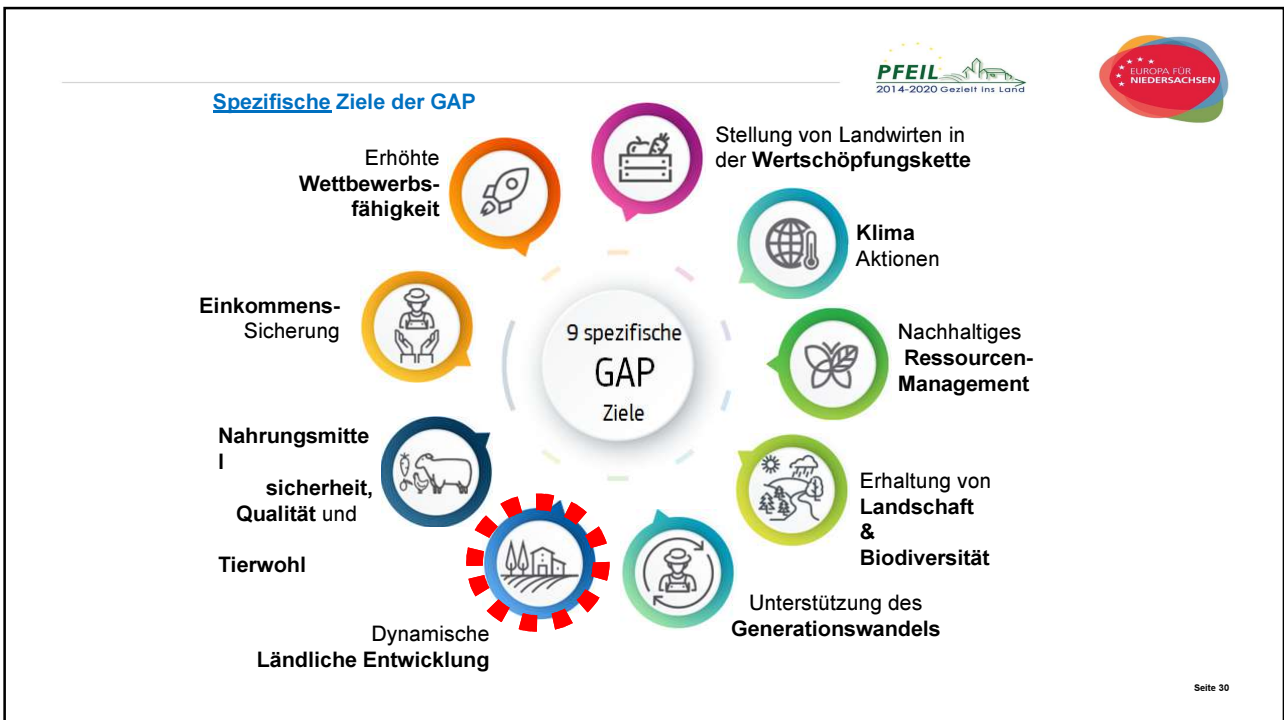 PFEIL
2014-2020 Gezielt ins Land
EUROPA FÜR
NIEDERSACHSEN
Spezifische Ziele der GAP
Erhöhte
Wettbewerbs-
fähigkeit
Stellung von Landwirten in
der Wertschöpfungskette
Klima
Aktionen
Einkommens-
Sicherung
9 spezifische
GAP
Ziele
Nachhaltiges
Ressourcen-
Management
Nahrungsmitte
l
sicherheit,
Qualität und
Tierwohl
Erhaltung von
Landschaft
&
Biodiversität
Unterstützung des
Generationswandels
Dynamische
Ländliche Entwicklung
Seite 30